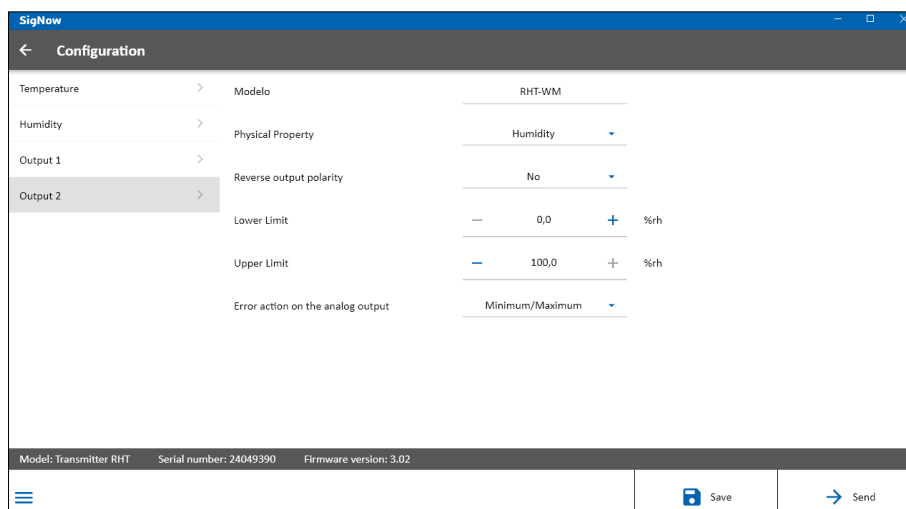 SigNow
Configuration
Temperature
Humidity
Output 1
Output 2
Modelo RHT-WM
Physical Property Humidity
Reverse output polarity No
Lower Limit − 0,0 + %rh
Upper Limit − 100,0 + %rh
Error action on the analog output Minimum/Maximum
Model: Transmitter RHT Serial number: 24049390 Firmware version: 3.02
Save Send